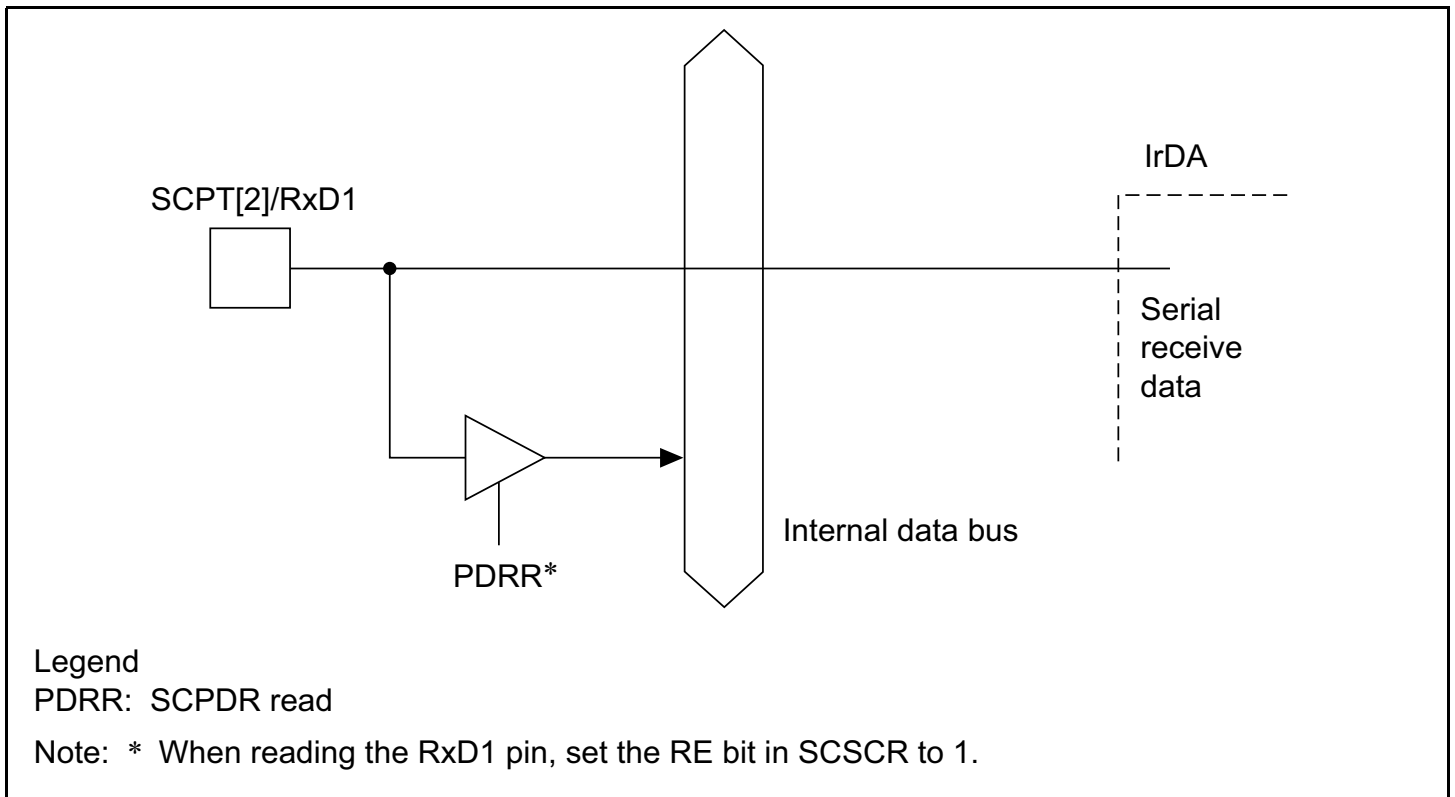 IrDA
SCPT[2]/RxD1
Serial
receive
data
Internal data bus
PDRR*
Legend
PDRR: SCPDR read
Note: * When reading the RxD1 pin, set the RE bit in SCSCR to 1.